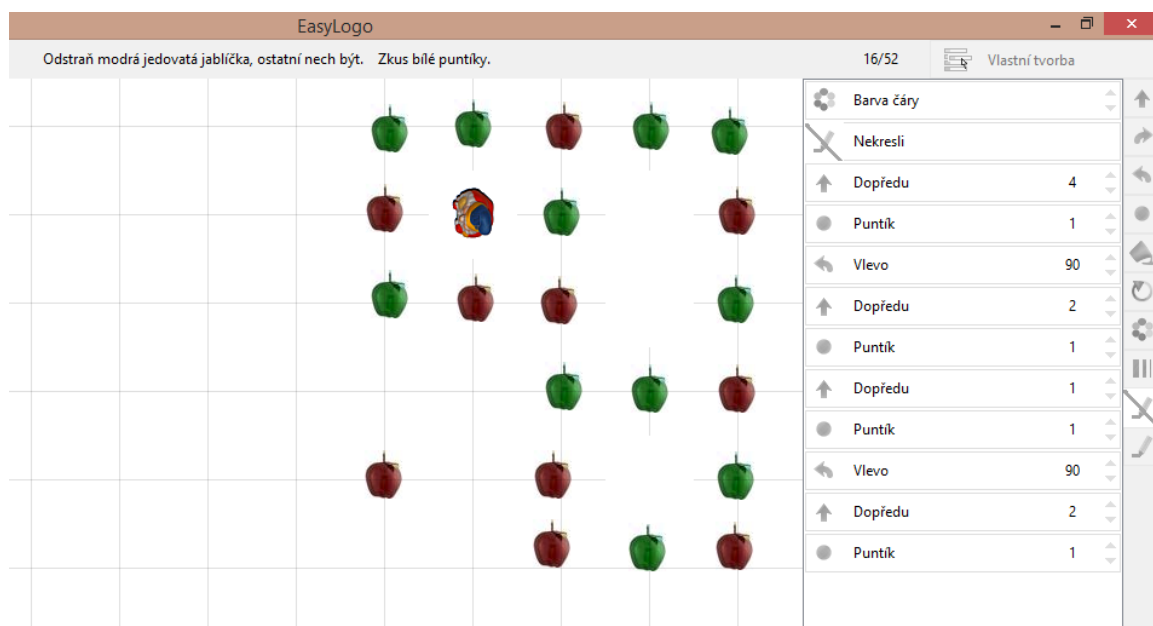 EasyLogo
Odstraň modrá jedovatá jablíčka, ostatní nech být. Zkus bílé puntíky.
16/52
Vlastní tvorba
Barva čáry
Nekresli
Dopředu 4
Puntík 1
Vlevo 90
Dopředu 2
Puntík 1
Dopředu 1
Puntík 1
Vlevo 90
Dopředu 2
Puntík 1